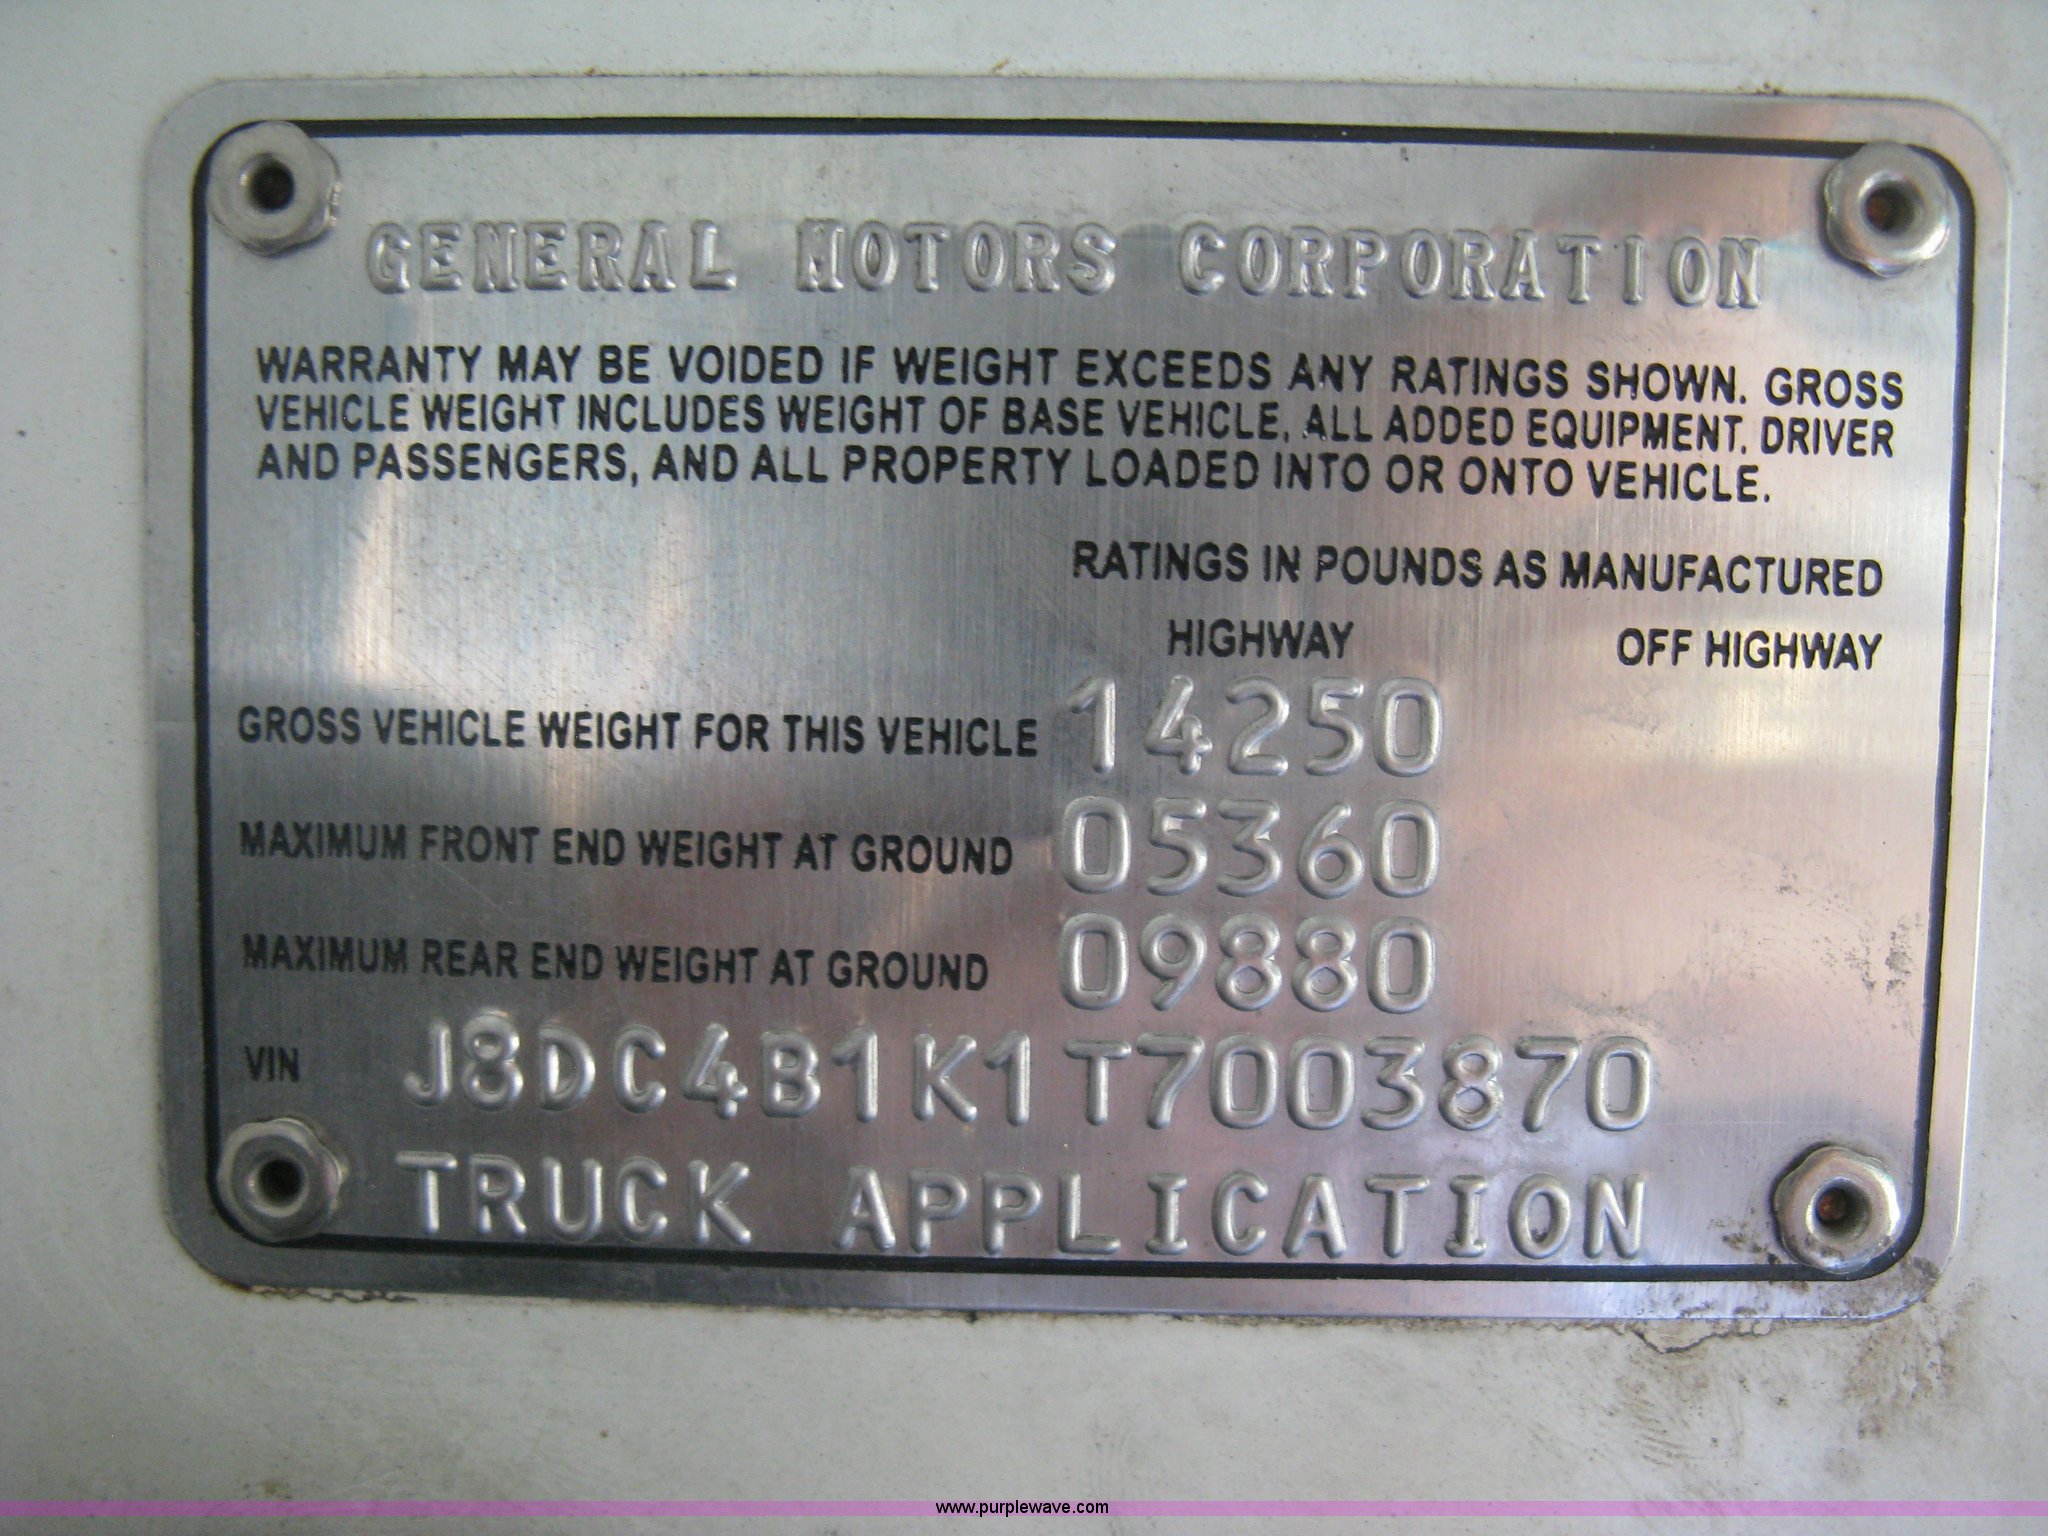 GENERAL MOTORS CORPORATION
WARRANTY MAY BE VOIDED IF WEIGHT EXCEEDS ANY RATINGS SHOWN. GROSS
VEHICLE WEIGHT INCLUDES WEIGHT OF BASE VEHICLE, ALL ADDED EQUIPMENT, DRIVER
AND PASSENGERS, AND ALL PROPERTY LOADED INTO OR ONTO VEHICLE.
RATINGS IN POUNDS AS MANUFACTURED
HIGHWAY OFF HIGHWAY
GROSS VEHICLE WEIGHT FOR THIS VEHICLE 14250
MAXIMUM FRONT END WEIGHT AT GROUND 05360
MAXIMUM REAR END WEIGHT AT GROUND 09880
VIN J8DC4B1K1T7003870
TRUCK APPLICATION
www.purplewave.com